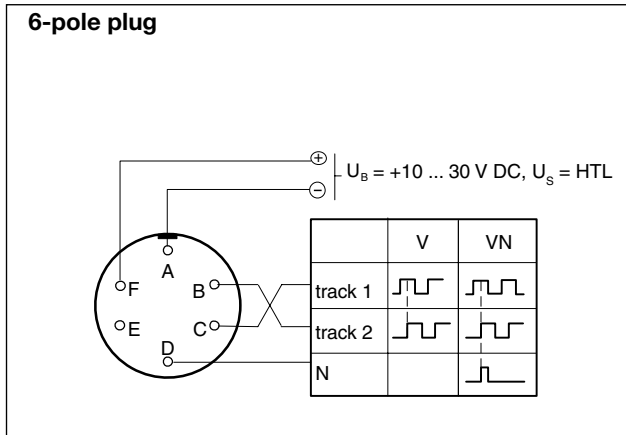 6-pole plug
+
U_B = +10 ... 30 V DC, U_S = HTL
−
V VN
A
F B track 1
E C track 2
D
N